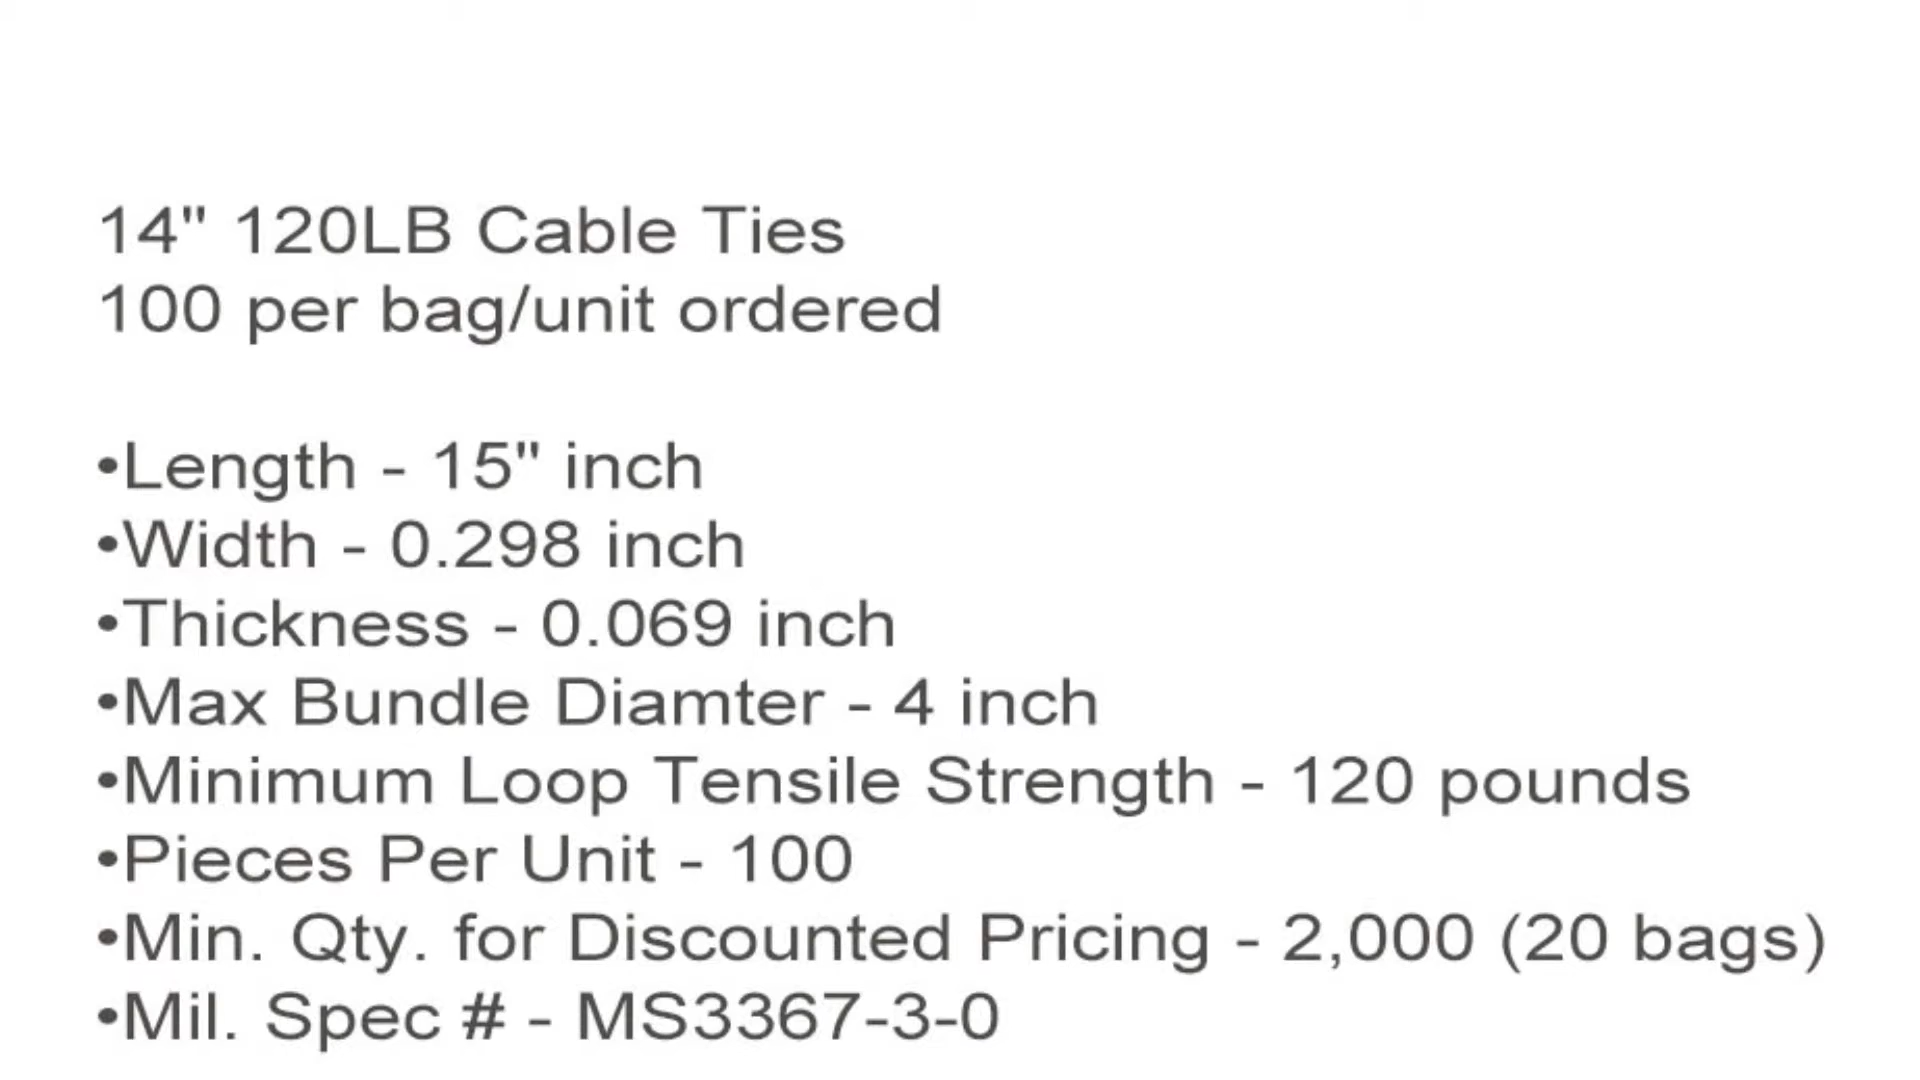 14" 120LB Cable Ties
100 per bag/unit ordered
•Length - 15" inch
•Width - 0.298 inch
•Thickness - 0.069 inch
•Max Bundle Diamter - 4 inch
•Minimum Loop Tensile Strength - 120 pounds
•Pieces Per Unit - 100
•Min. Qty. for Discounted Pricing - 2,000 (20 bags)
•Mil. Spec # - MS3367-3-0